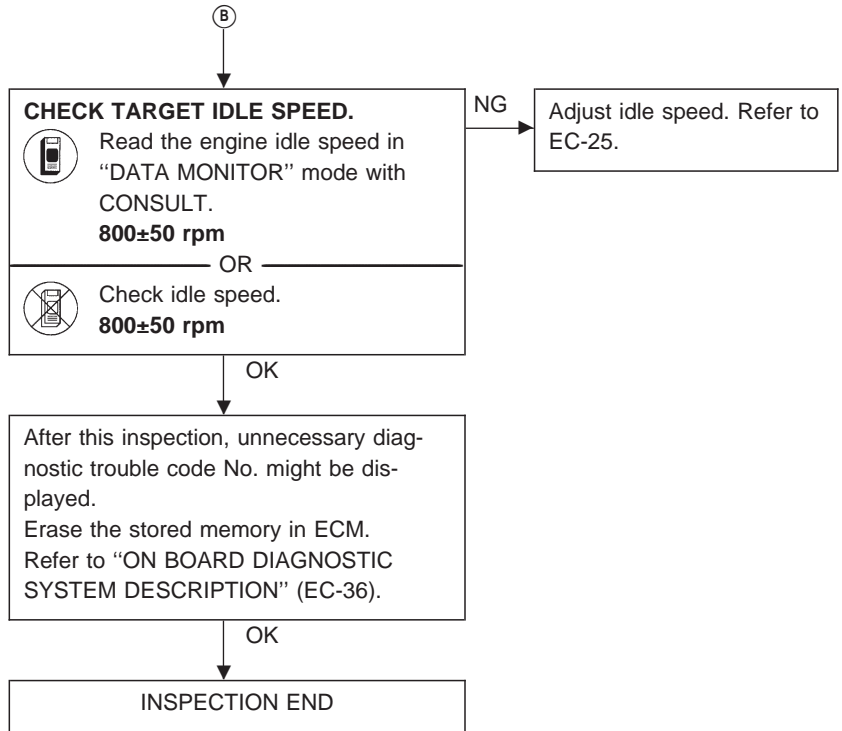 B
CHECK TARGET IDLE SPEED.
Read the engine idle speed in
‘‘DATA MONITOR’’ mode with
CONSULT.
800±50 rpm
OR
Check idle speed.
800±50 rpm
NG
Adjust idle speed. Refer to
EC-25.
OK
After this inspection, unnecessary diag-
nostic trouble code No. might be dis-
played.
Erase the stored memory in ECM.
Refer to ‘‘ON BOARD DIAGNOSTIC
SYSTEM DESCRIPTION’’ (EC-36).
OK
INSPECTION END